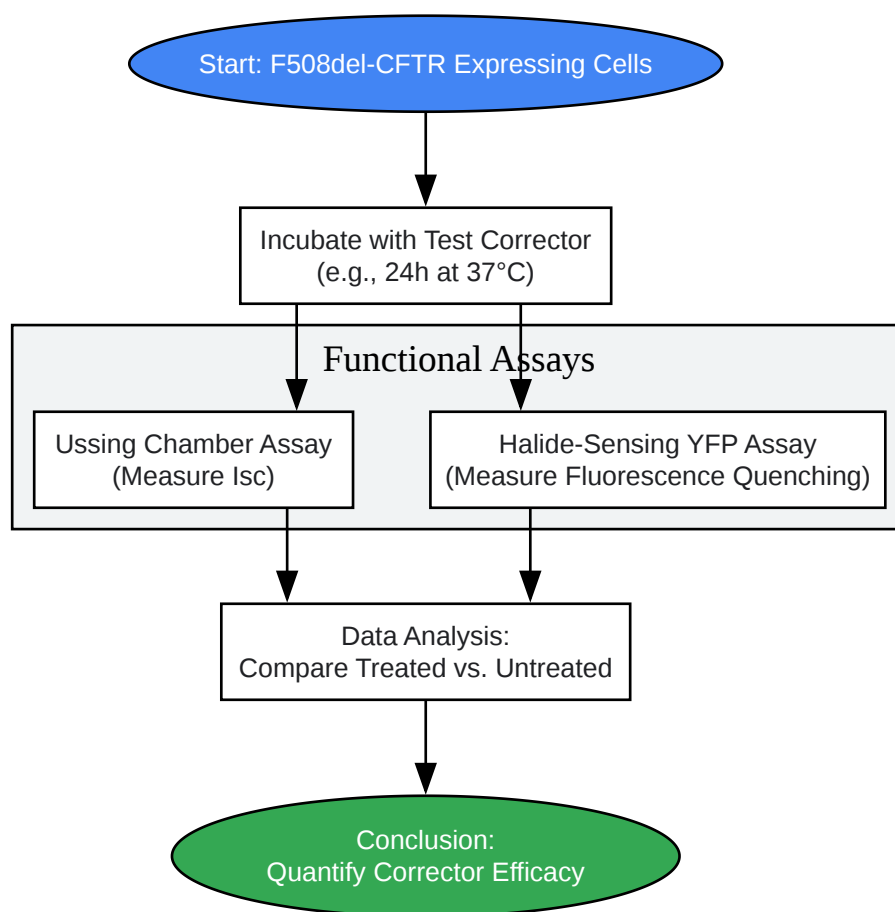 Start: F508del-CFTR Expressing Cells
Incubate with Test Corrector
(e.g., 24h at 37°C)
Functional Assays
Ussing Chamber Assay
(Measure Isc)
Halide-Sensing YFP Assay
(Measure Fluorescence Quenching)
Data Analysis:
Compare Treated vs. Untreated
Conclusion:
Quantify Corrector Efficacy